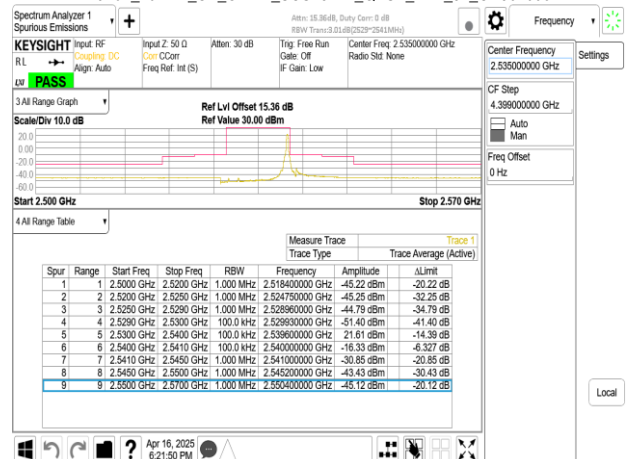 Spectrum Analyzer 1
Spurious Emissions
Attn: 15.36dB, Duty Corr: 0 dB
RBW Trans:3.01dB(2529~2541MHz)
Frequency
KEYSIGHT
RL
Align: Auto
Input: RF
Coupling: DC
Input Z: 50 Ω
Corr CCorr
Freq Ref: Int (S)
Atten: 30 dB
Trig: Free Run
Gate: Off
IF Gain: Low
Center Freq: 2.535000000 GHz
Radio Std: None
LXI PASS
Center Frequency
2.535000000 GHz
Settings
CF Step
4.399000000 GHz
Auto
Man
Freq Offset
0 Hz
3 All Range Graph
Scale/Div 10.0 dB
Ref Lvl Offset 15.36 dB
Ref Value 30.00 dBm
20.0
0.00
-20.0
-40.0
-60.0
Start 2.500 GHz
Stop 2.570 GHz
4 All Range Table
Measure Trace Trace 1
Trace Type Trace Average (Active)
Spur Range Start Freq Stop Freq RBW Frequency Amplitude ΔLimit
1 1 2.5000 GHz 2.5200 GHz 1.000 MHz 2.518400000 GHz -45.22 dBm -20.22 dB
2 2 2.5200 GHz 2.5250 GHz 1.000 MHz 2.524750000 GHz -45.25 dBm -32.25 dB
3 3 2.5250 GHz 2.5290 GHz 1.000 MHz 2.528960000 GHz -44.79 dBm -34.79 dB
4 4 2.5290 GHz 2.5300 GHz 100.0 kHz 2.529930000 GHz -51.40 dBm -41.40 dB
5 5 2.5300 GHz 2.5400 GHz 100.0 kHz 2.539600000 GHz 21.61 dBm -14.39 dB
6 6 2.5400 GHz 2.5410 GHz 100.0 kHz 2.540000000 GHz -16.33 dBm -6.327 dB
7 7 2.5410 GHz 2.5450 GHz 1.000 MHz 2.541000000 GHz -30.85 dBm -20.85 dB
8 8 2.5450 GHz 2.5500 GHz 1.000 MHz 2.545200000 GHz -43.43 dBm -30.43 dB
9 9 2.5500 GHz 2.5700 GHz 1.000 MHz 2.550400000 GHz -45.12 dBm -20.12 dB
Local
Apr 16, 2025
6:21:50 PM